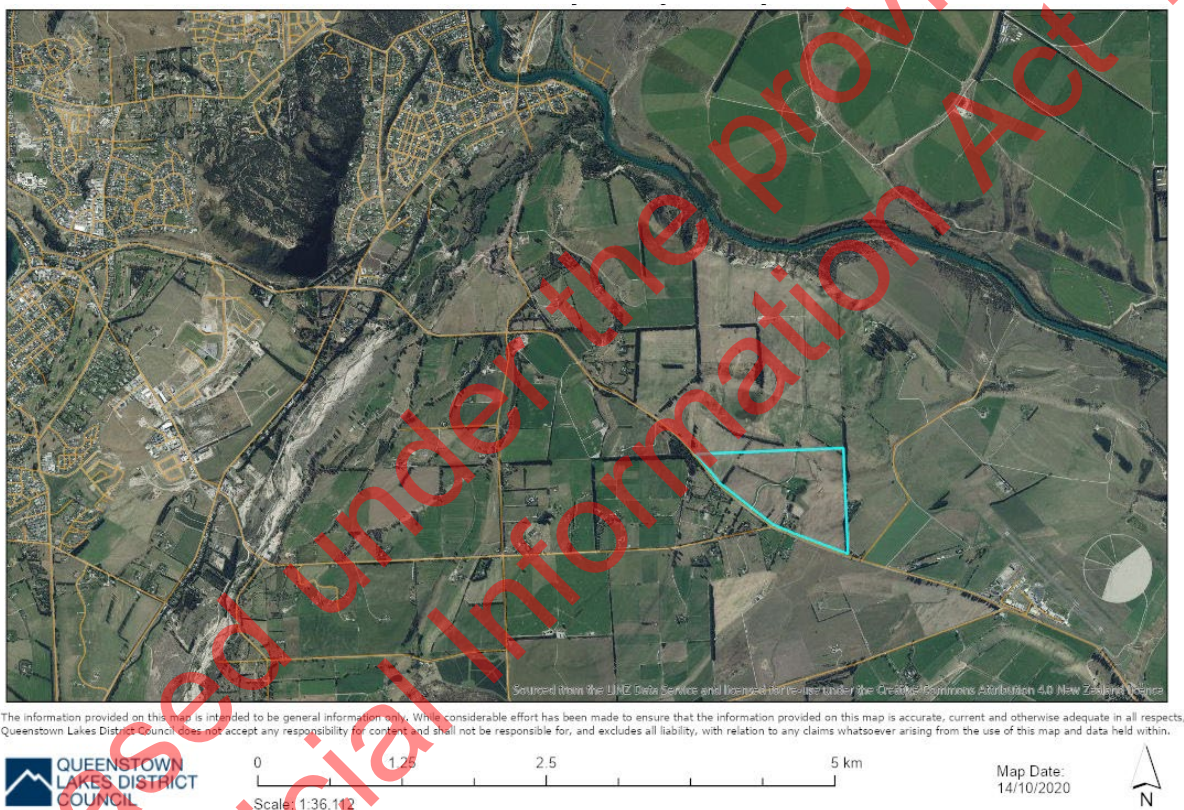 Sourced from the LINZ Data Service and licensed for re-use under the Creative Commons Attribution 4.0 New Zealand licence
The information provided on this map is intended to be general information only. While considerable effort has been made to ensure that the information provided on this map is accurate, current and otherwise adequate in all respects,
Queenstown Lakes District Council does not accept any responsibility for content and shall not be responsible for, and excludes all liability, with relation to any claims whatsoever arising from the use of this map and data held within.
QUEENSTOWN
LAKES DISTRICT
COUNCIL
0 1.25 2.5 5 km
Scale: 1:36,112
Map Date:
14/10/2020
N
ased under the provi
cial Information Act